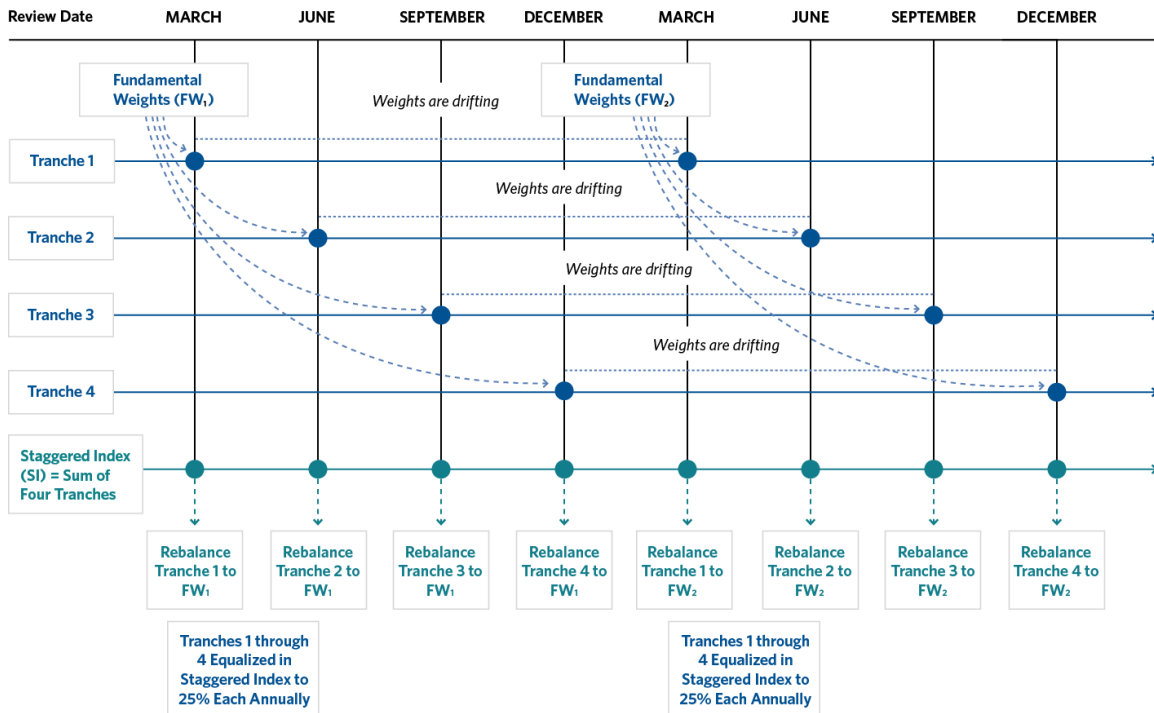 Review Date MARCH JUNE SEPTEMBER DECEMBER MARCH JUNE SEPTEMBER DECEMBER
Fundamental
Weights (FW₁)
Weights are drifting
Fundamental
Weights (FW₂)
Tranche 1
Weights are drifting
Tranche 2
Weights are drifting
Tranche 3
Weights are drifting
Tranche 4
Staggered Index
(SI) = Sum of
Four Tranches
Rebalance
Tranche 1 to
FW₁
Rebalance
Tranche 2 to
FW₁
Rebalance
Tranche 3 to
FW₁
Rebalance
Tranche 4 to
FW₁
Rebalance
Tranche 1 to
FW₂
Rebalance
Tranche 2 to
FW₂
Rebalance
Tranche 3 to
FW₂
Rebalance
Tranche 4 to
FW₂
Tranches 1 through
4 Equalized in
Staggered Index to
25% Each Annually
Tranches 1 through
4 Equalized in
Staggered Index to
25% Each Annually